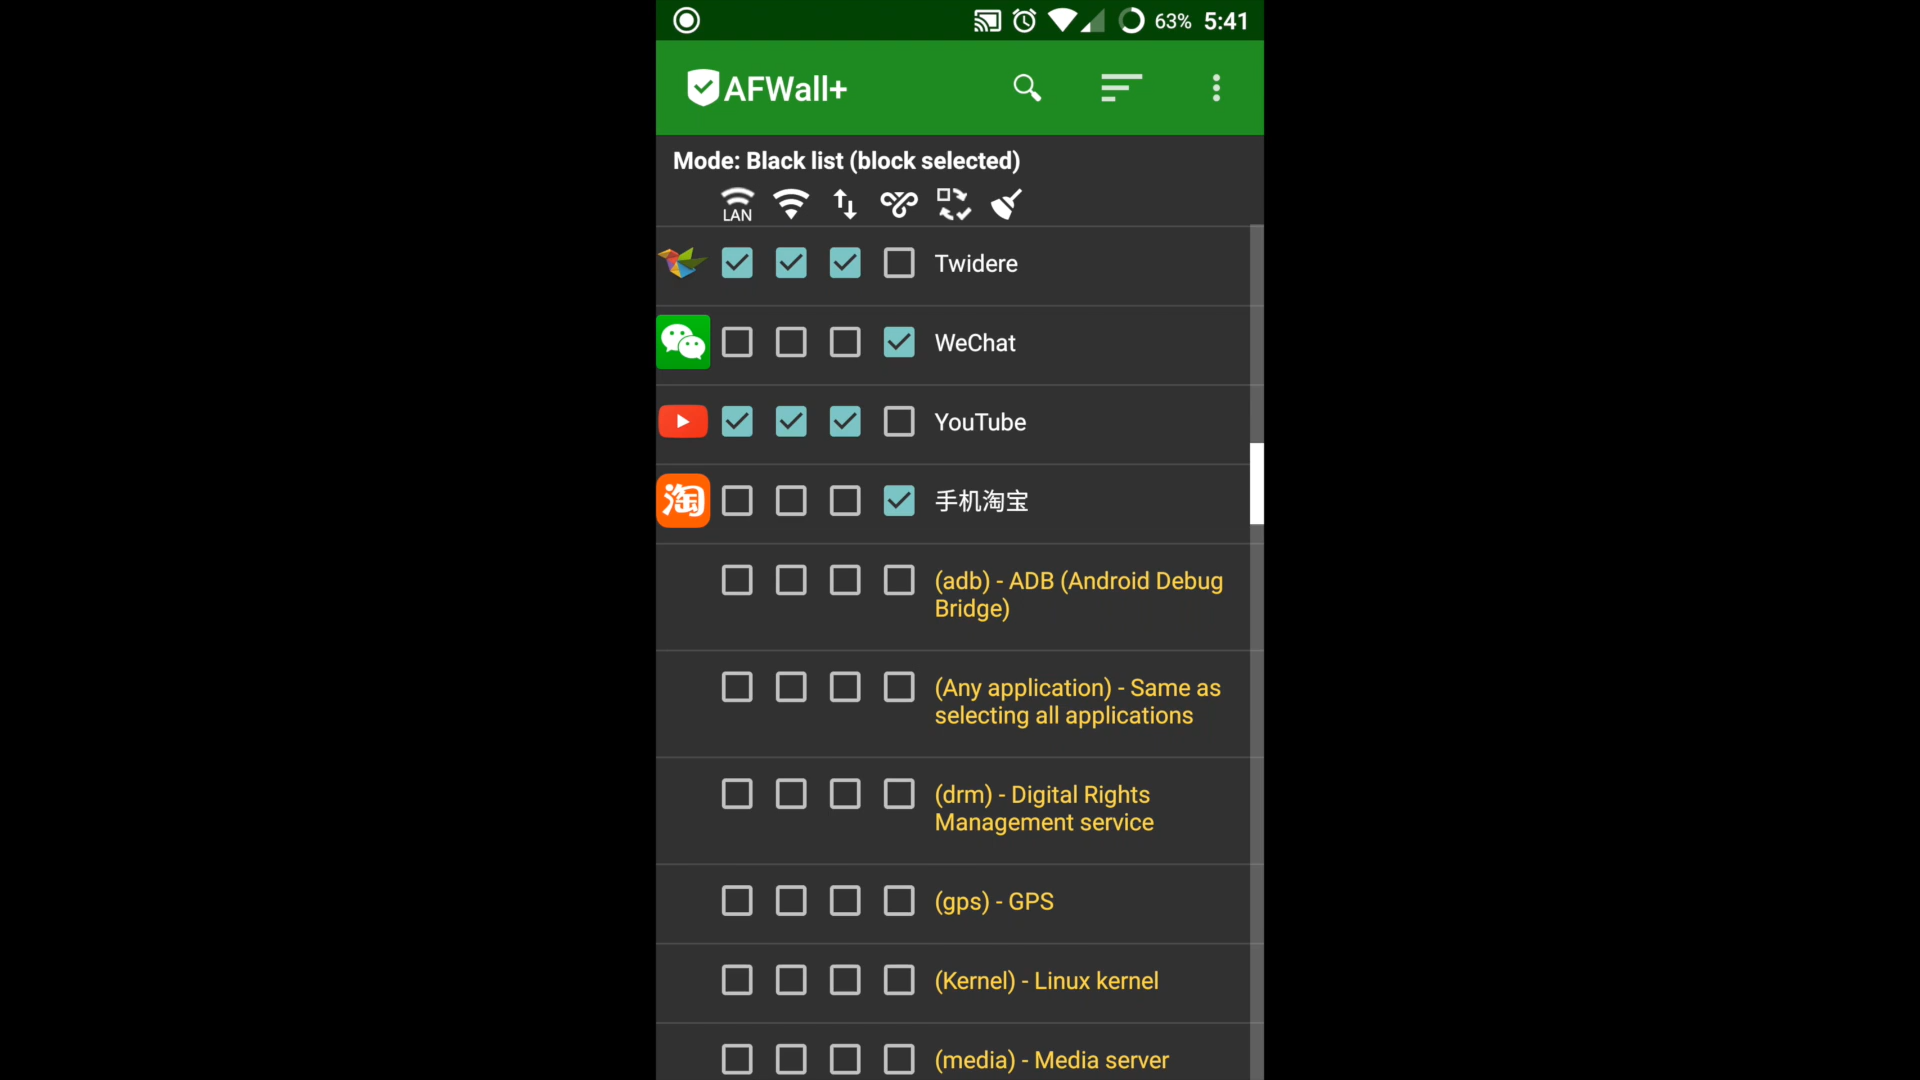 63% 5:41
AFWall+
Mode: Black list (block selected)
LAN
Twidere
WeChat
YouTube
淘 手机淘宝
(adb) - ADB (Android Debug
Bridge)
(Any application) - Same as
selecting all applications
(drm) - Digital Rights
Management service
(gps) - GPS
(Kernel) - Linux kernel
(media) - Media server